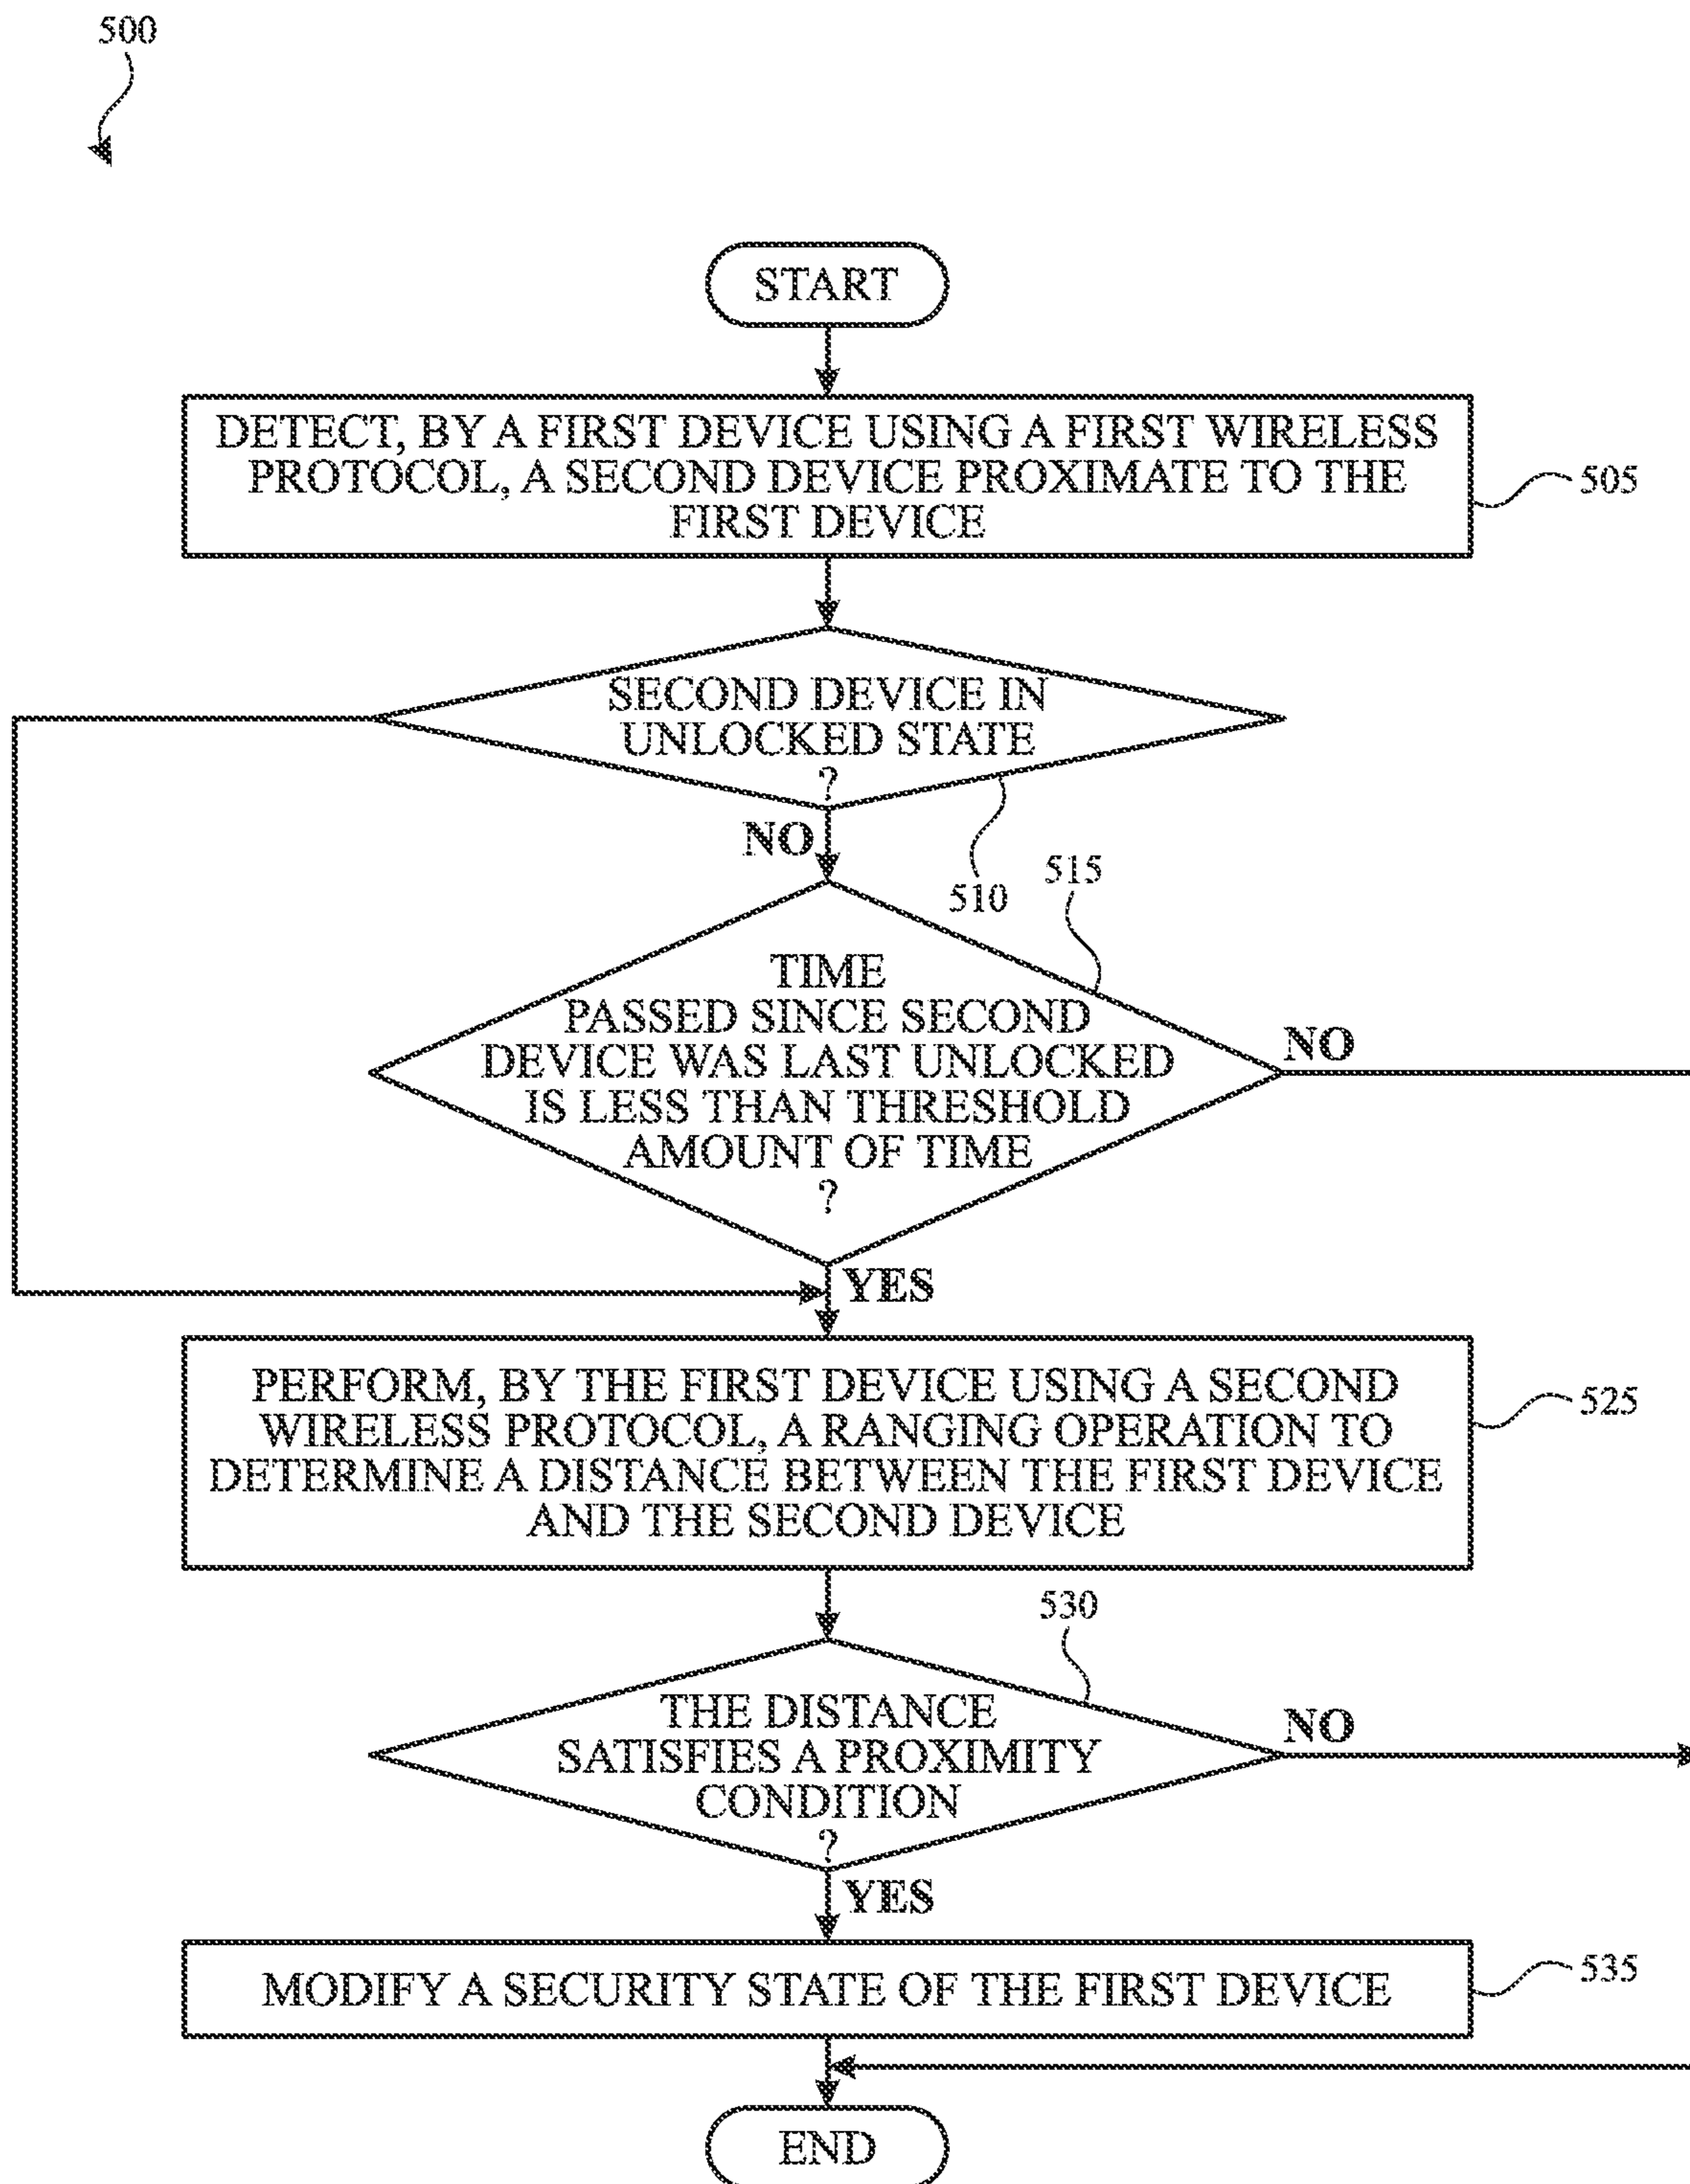 500
START
DETECT, BY A FIRST DEVICE USING A FIRST WIRELESS
PROTOCOL, A SECOND DEVICE PROXIMATE TO THE
FIRST DEVICE
505
SECOND DEVICE IN
UNLOCKED STATE
?
NO
510
515
TIME
PASSED SINCE SECOND
DEVICE WAS LAST UNLOCKED
IS LESS THAN THRESHOLD
AMOUNT OF TIME
?
NO
YES
PERFORM, BY THE FIRST DEVICE USING A SECOND
WIRELESS PROTOCOL, A RANGING OPERATION TO
DETERMINE A DISTANCE BETWEEN THE FIRST DEVICE
AND THE SECOND DEVICE
525
530
THE DISTANCE
SATISFIES A PROXIMITY
CONDITION
?
NO
YES
MODIFY A SECURITY STATE OF THE FIRST DEVICE
535
END